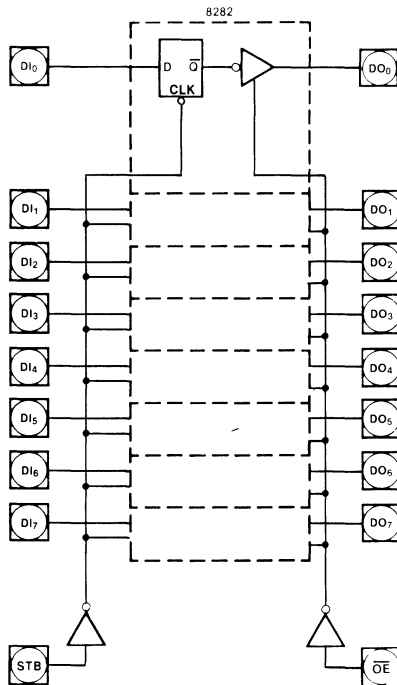 8282
DI₀ D Q̅ DO₀
CLK
DI₁ DO₁
DI₂ DO₂
DI₃ DO₃
DI₄ DO₄
DI₅ DO₅
DI₆ DO₆
DI₇ DO₇
STB O̅E̅